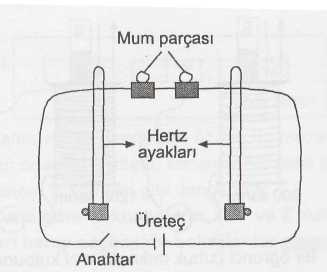 Mum parçası
Hertz
ayakları
Üreteç
Anahtar